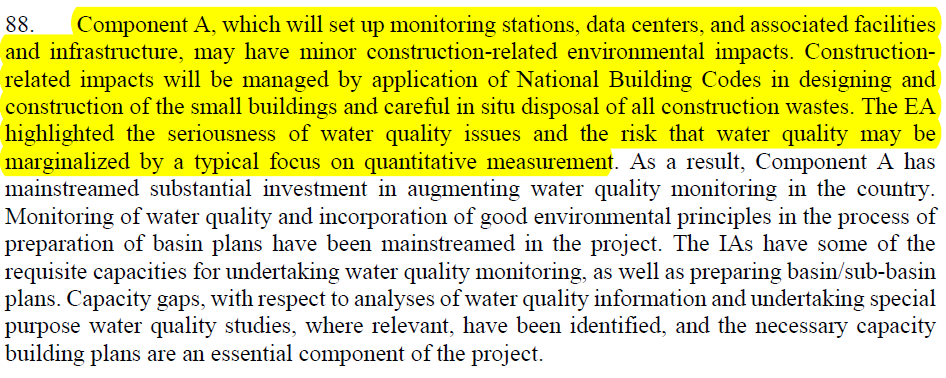 88. Component A, which will set up monitoring stations, data centers, and associated facilities
and infrastructure, may have minor construction-related environmental impacts. Construction-
related impacts will be managed by application of National Building Codes in designing and
construction of the small buildings and careful in situ disposal of all construction wastes. The EA
highlighted the seriousness of water quality issues and the risk that water quality may be
marginalized by a typical focus on quantitative measurement. As a result, Component A has
mainstreamed substantial investment in augmenting water quality monitoring in the country.
Monitoring of water quality and incorporation of good environmental principles in the process of
preparation of basin plans have been mainstreamed in the project. The IAs have some of the
requisite capacities for undertaking water quality monitoring, as well as preparing basin/sub-basin
plans. Capacity gaps, with respect to analyses of water quality information and undertaking special
purpose water quality studies, where relevant, have been identified, and the necessary capacity
building plans are an essential component of the project.